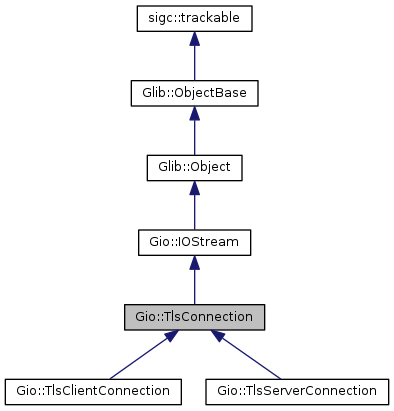 sigc::trackable
Glib::ObjectBase
Glib::Object
Gio::IOStream
Gio::TlsConnection
Gio::TlsClientConnection
Gio::TlsServerConnection